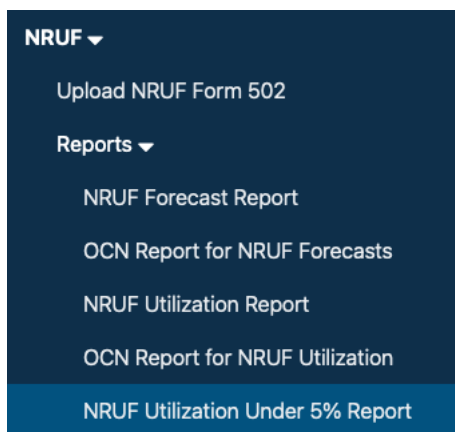 NRUF
Upload NRUF Form 502
Reports
NRUF Forecast Report
OCN Report for NRUF Forecasts
NRUF Utilization Report
OCN Report for NRUF Utilization
NRUF Utilization Under 5% Report